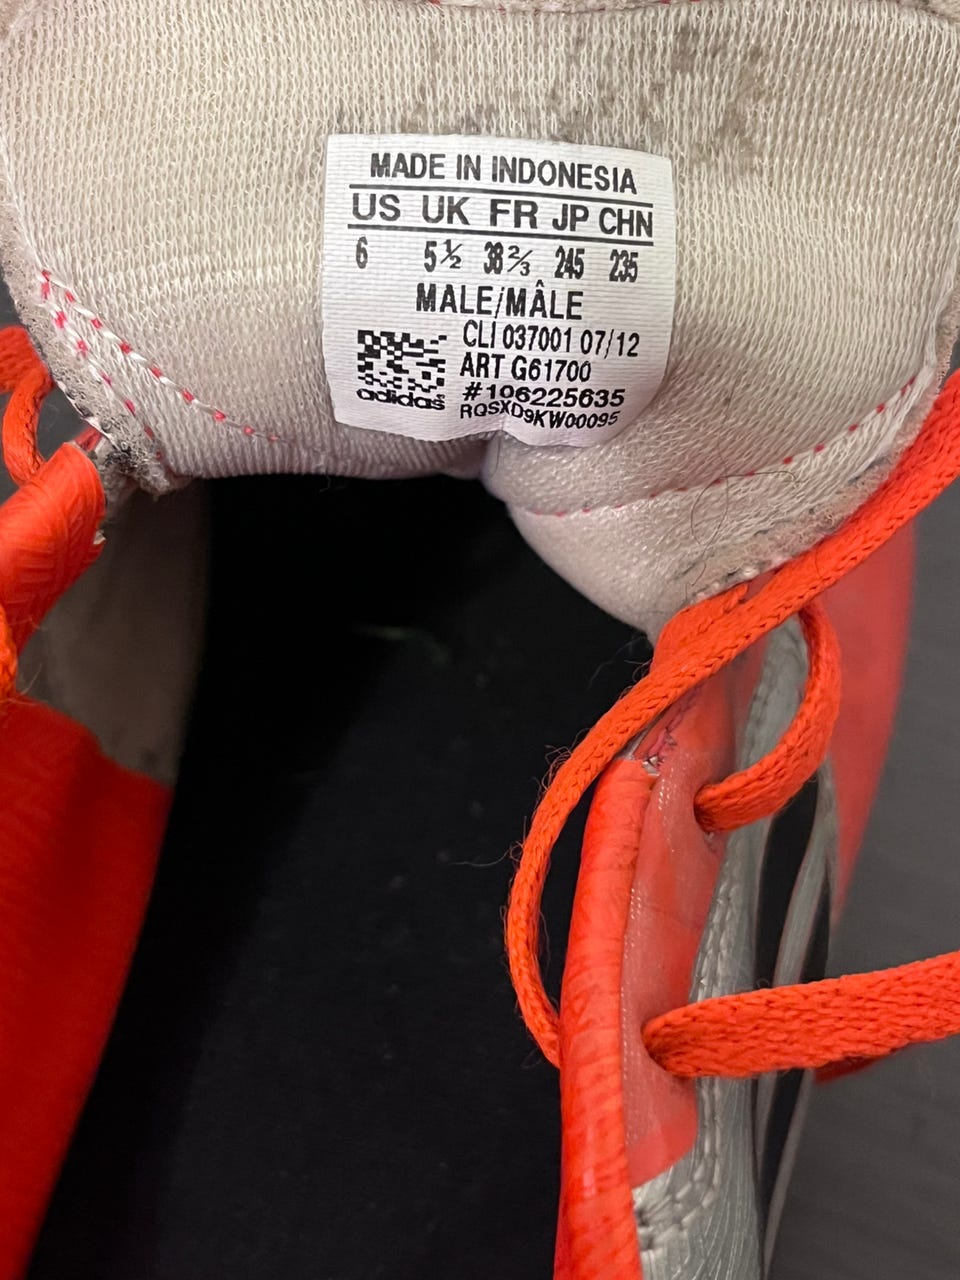 MADE IN INDONESIA
US UK FR JP CHN
6 5½ 38⅔ 245 235
MALE/MÂLE
CLI 037001 07/12
ART G61700
#106225635
adidas RQSXD9KW00095